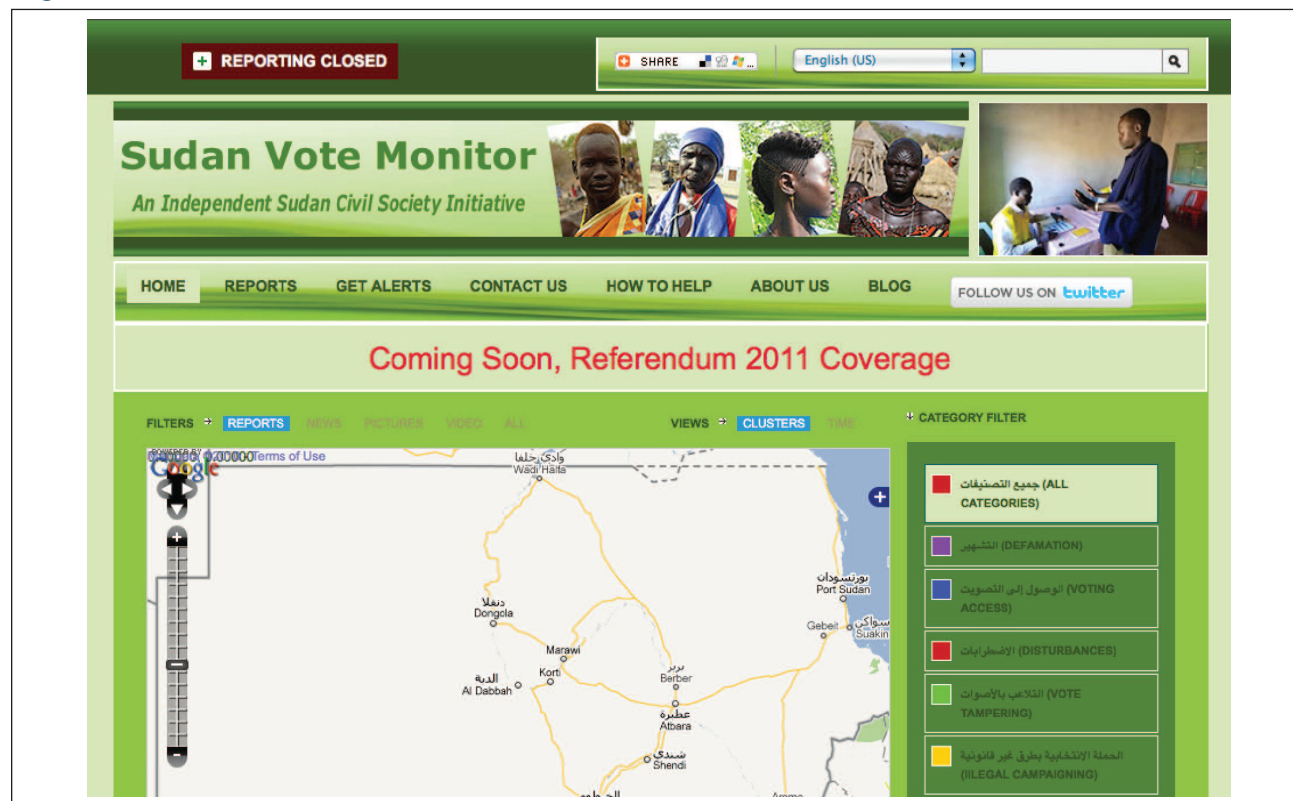 REPORTING CLOSED
SHARE
English (US)
Sudan Vote Monitor
An Independent Sudan Civil Society Initiative
HOME REPORTS GET ALERTS CONTACT US HOW TO HELP ABOUT US BLOG FOLLOW US ON twitter
Coming Soon, Referendum 2011 Coverage
FILTERS REPORTS NEWS PICTURES VIDEO ALL VIEWS CLUSTERS TIME CATEGORY FILTER
POWERED BY
Google
Terms of Use
وادي حلفا
Wadi Halfa
بورتسودان
Port Sudan
Gebeit
سواكن
Suakin
دنقلا
Dongola
Marawi
Korti
الدبة
Al Dabbah
بربر
Berber
عطبرة
Atbara
شندي
Shendi
جميع التصنيفات (ALL
CATEGORIES)
التشهير (DEFAMATION)
الوصول إلى التصويت (VOTING
ACCESS)
الاضطرابات (DISTURBANCES)
التلاعب بالأصوات (VOTE
TAMPERING)
الحملة الإنتخابية بطرق غير قانونية
(IILEGAL CAMPAIGNING)